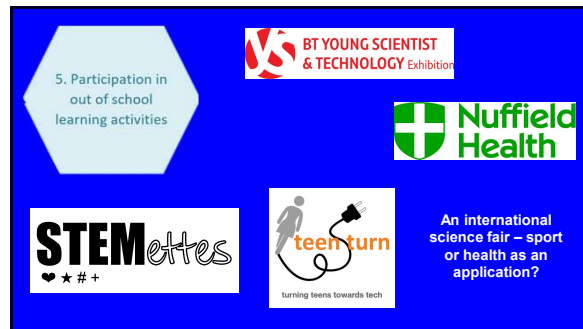 5. Participation in
out of school
learning activities
YS
BT YOUNG SCIENTIST
& TECHNOLOGY Exhibition
Nuffield
Health
STEMettes
❤ ★ # +
teen turn
turning teens towards tech
An international
science fair – sport
or health as an
application?